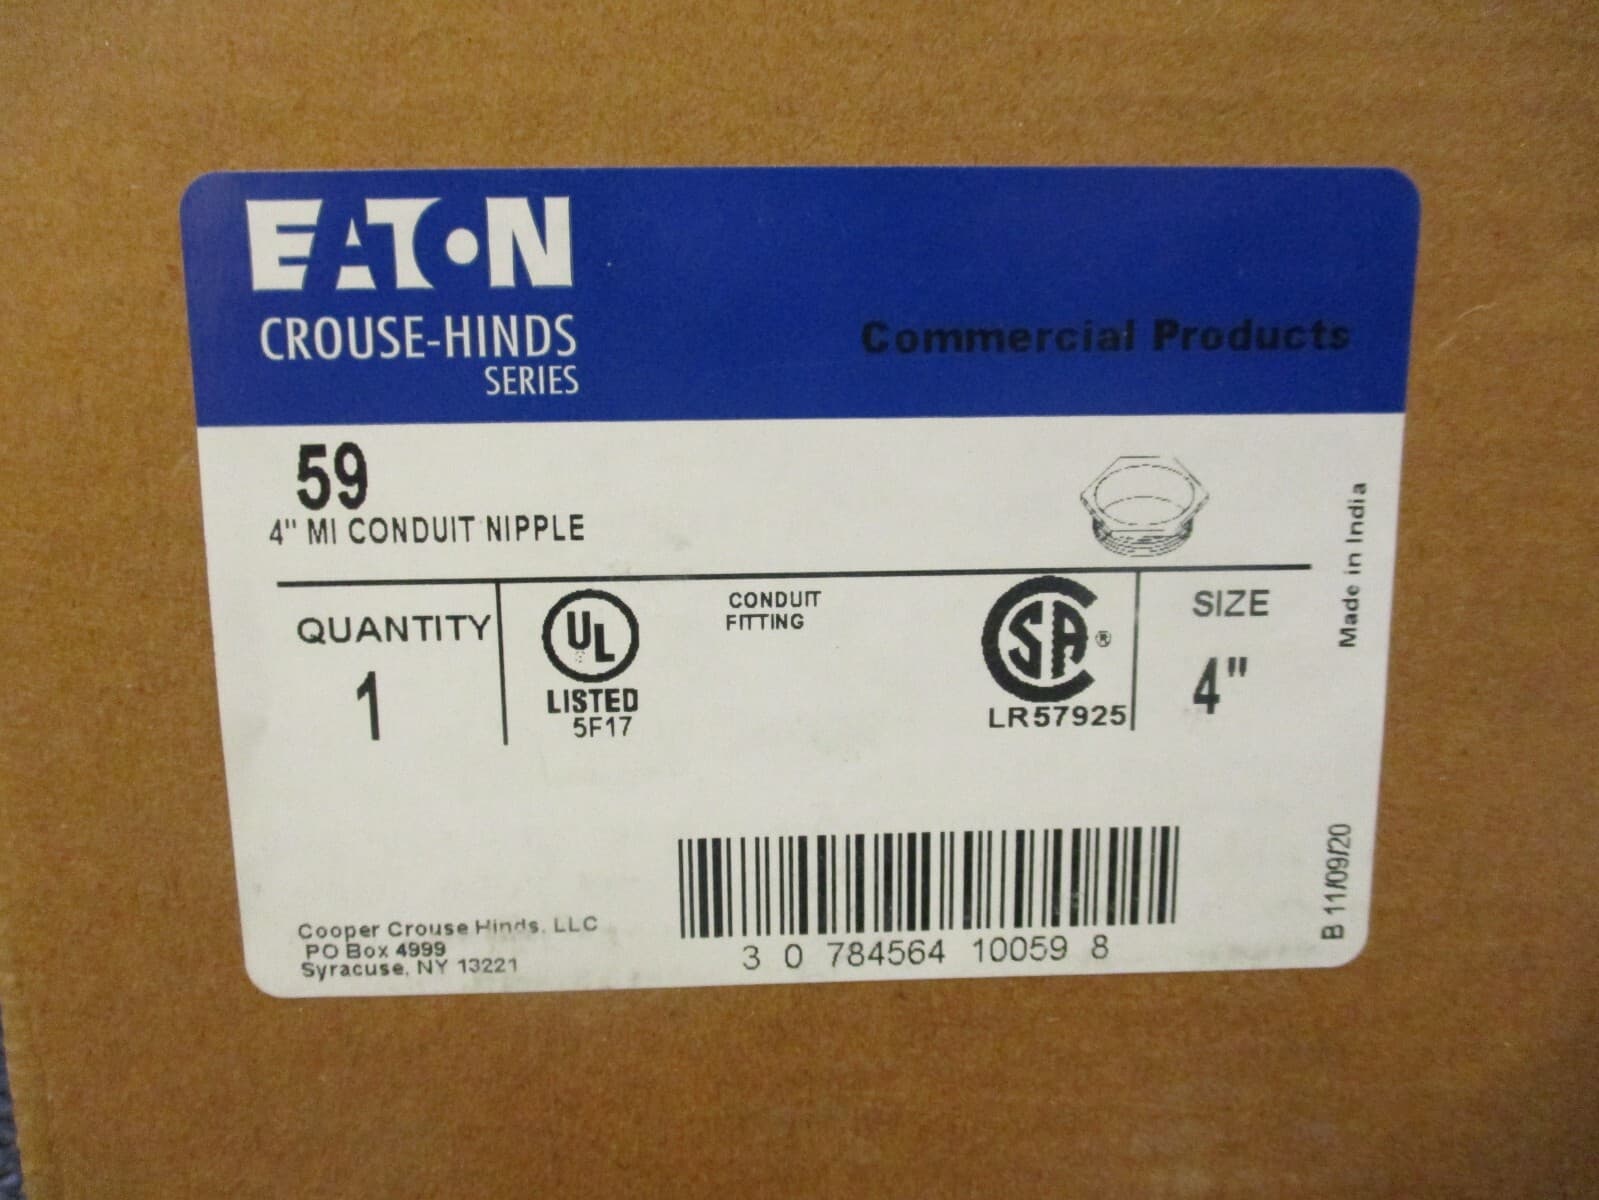 EATON
CROUSE-HINDS
SERIES
Commercial Products
59
4" MI CONDUIT NIPPLE
Made in India
QUANTITY
1
UL
LISTED
5F17
CONDUIT
FITTING
SA ®
LR57925
SIZE
4"
B 11/09/20
Cooper Crouse Hinds, LLC
PO Box 4999
Syracuse, NY 13221
3 0 784564 10059 8